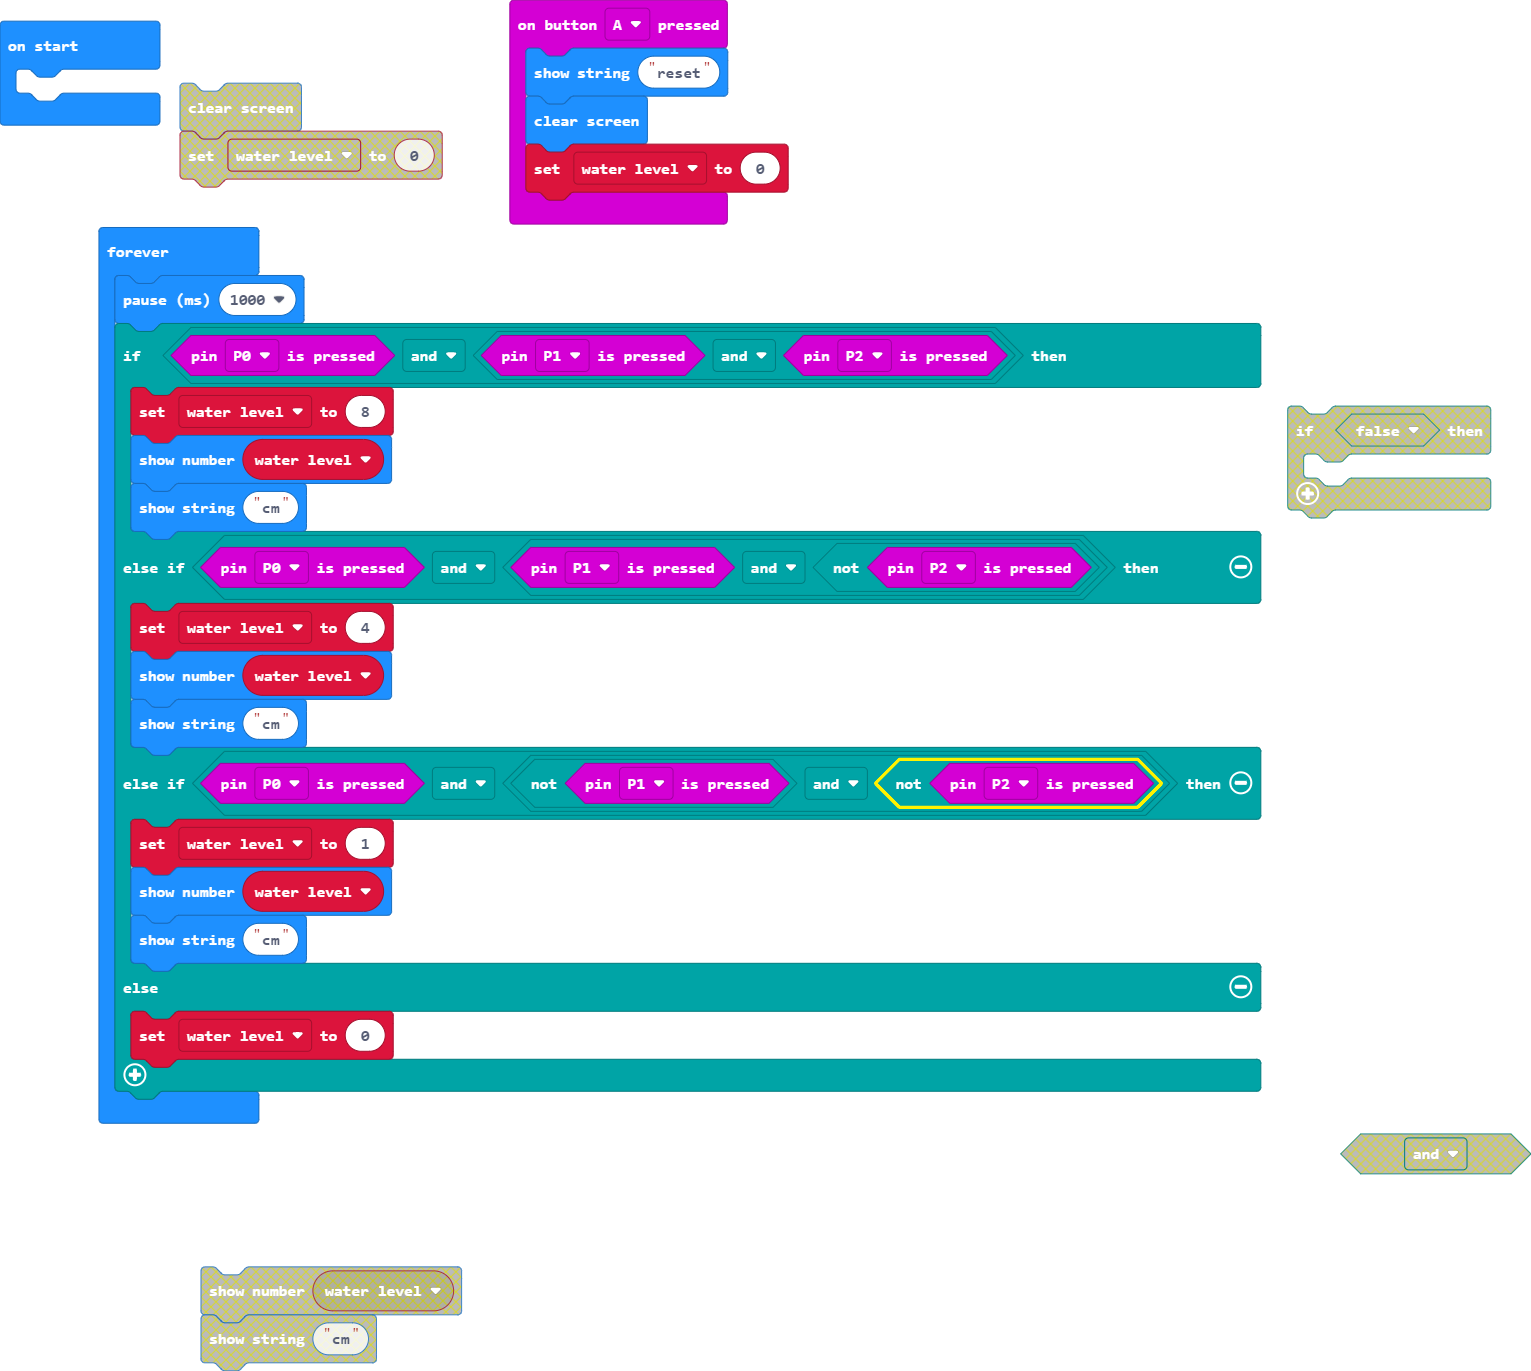 on start
clear screen
set water level to 0
on button A pressed
show string "reset"
clear screen
set water level to 0
forever
pause (ms) 1000
if pin P0 is pressed and pin P1 is pressed and pin P2 is pressed then
set water level to 8
show number water level
show string "cm"
else if pin P0 is pressed and pin P1 is pressed and not pin P2 is pressed then
set water level to 4
show number water level
show string "cm"
else if pin P0 is pressed and not pin P1 is pressed and not pin P2 is pressed then
set water level to 1
show number water level
show string "cm"
else
set water level to 0
if false then
and
show number water level
show string "cm"